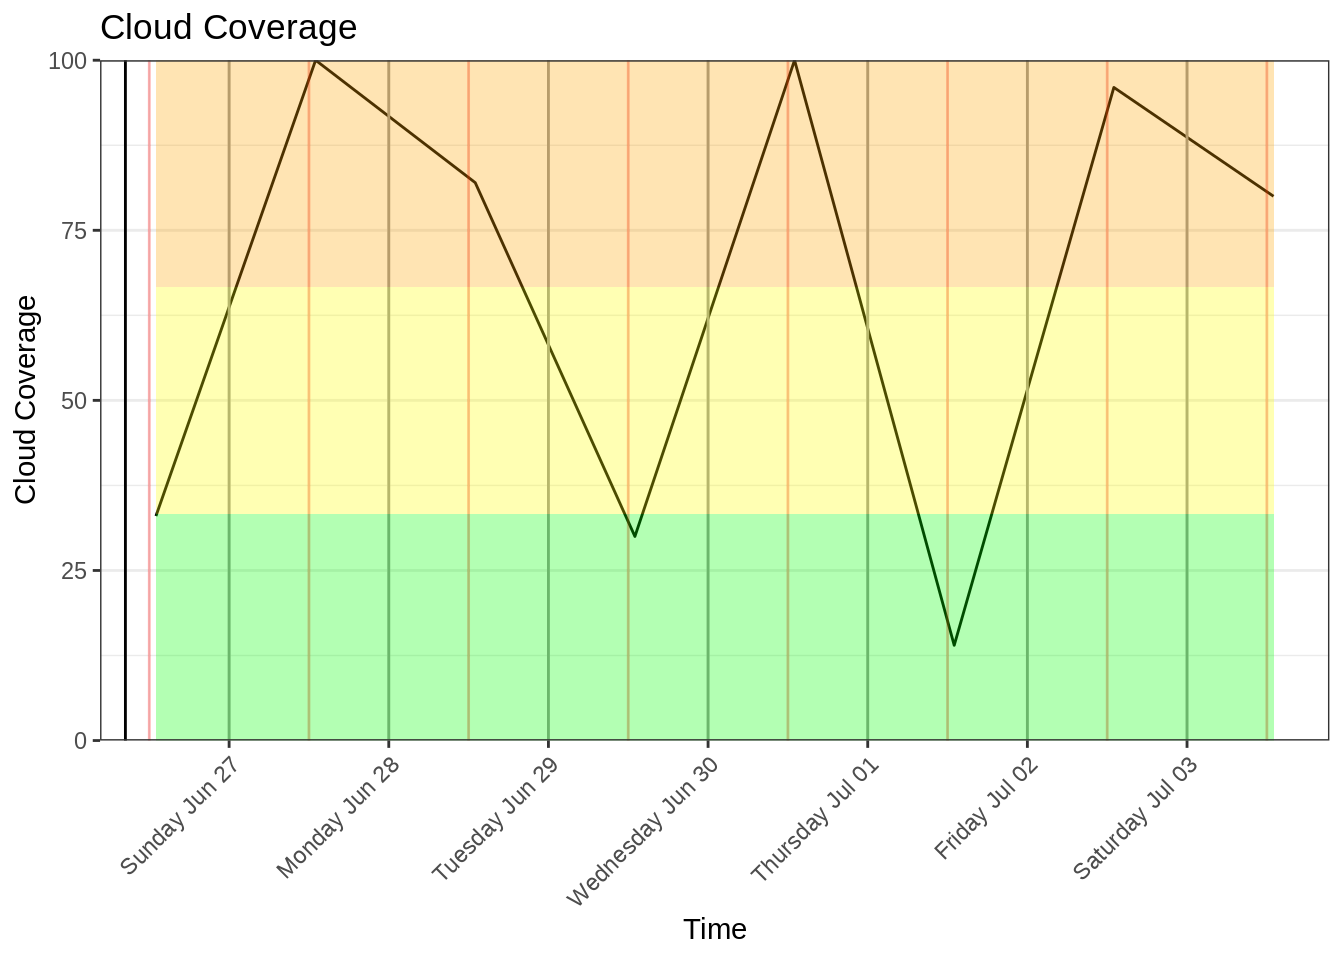 Cloud Coverage
Cloud Coverage
100
75
50
25
0
Sunday Jun 27
Monday Jun 28
Tuesday Jun 29
Wednesday Jun 30
Thursday Jul 01
Friday Jul 02
Saturday Jul 03
Time